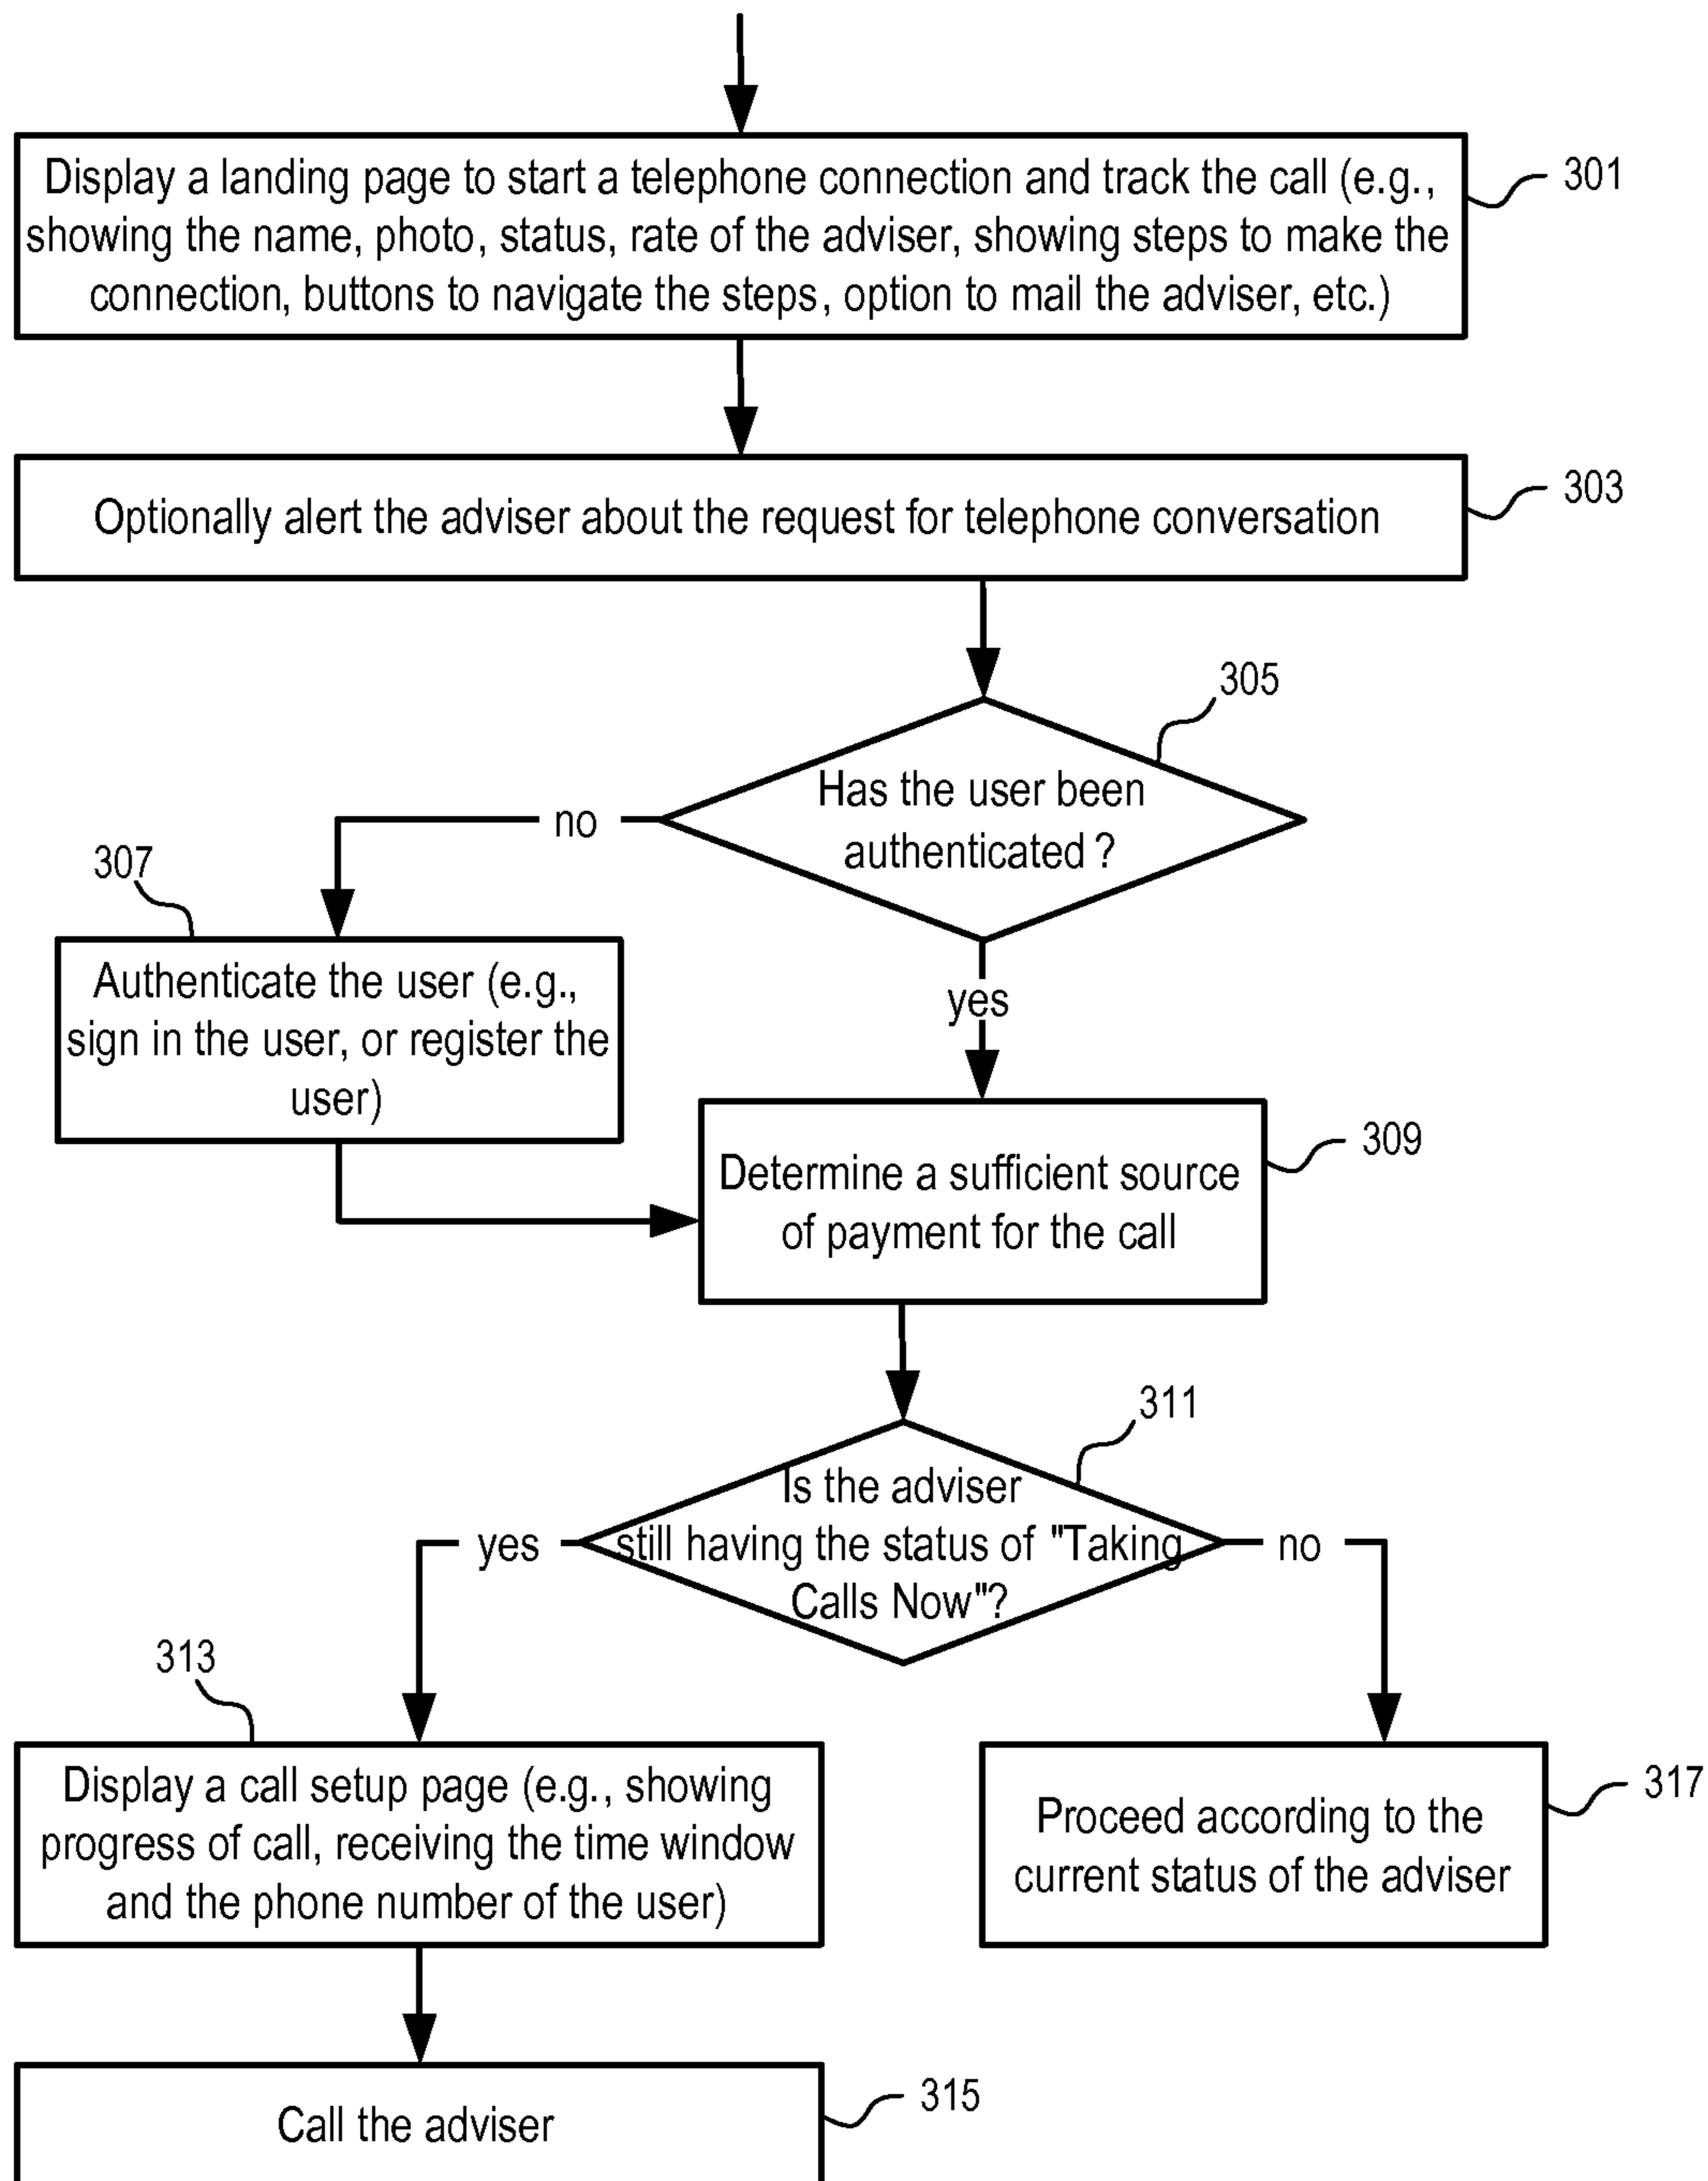 Display a landing page to start a telephone connection and track the call (e.g.,
showing the name, photo, status, rate of the adviser, showing steps to make the
connection, buttons to navigate the steps, option to mail the adviser, etc.)
301
Optionally alert the adviser about the request for telephone conversation
303
305
Has the user been
authenticated ?
no
307
Authenticate the user (e.g.,
sign in the user, or register the
user)
yes
309
Determine a sufficient source
of payment for the call
311
Is the adviser
still having the status of "Taking
Calls Now"?
yes
no
313
Display a call setup page (e.g., showing
progress of call, receiving the time window
and the phone number of the user)
317
Proceed according to the
current status of the adviser
315
Call the adviser